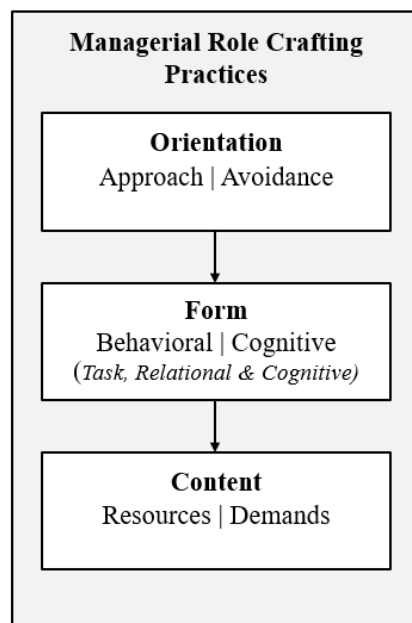 Managerial Role Crafting
Practices
Orientation
Approach | Avoidance
Form
Behavioral | Cognitive
(Task, Relational & Cognitive)
Content
Resources | Demands